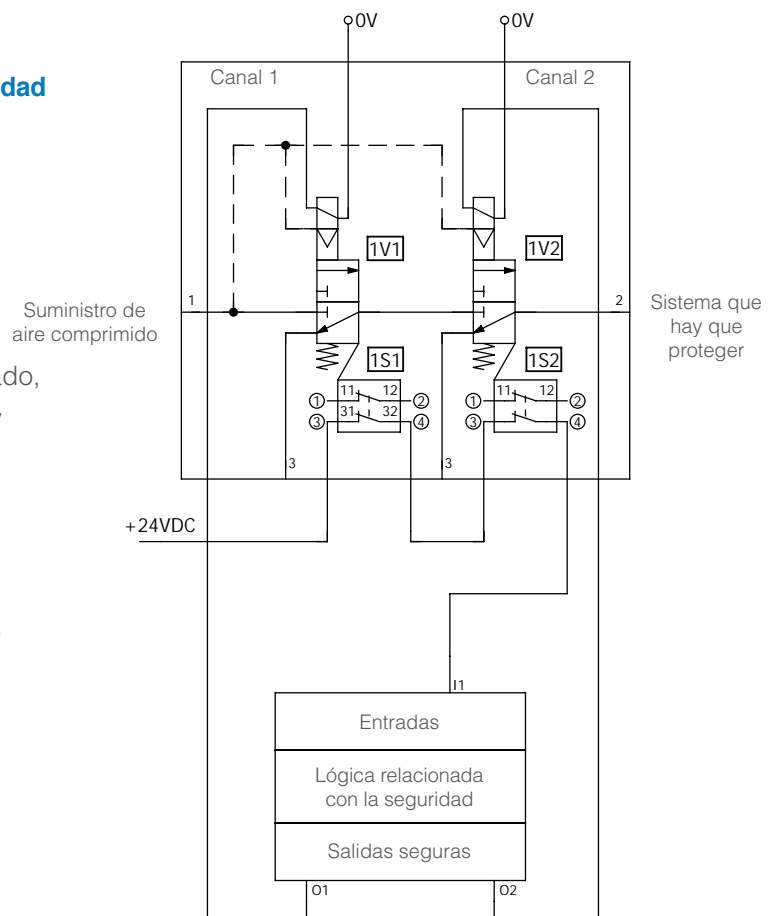 0V
0V
dad
Canal 1
Canal 2
1V1
1V2
1
2
Suministro de
aire comprimido
Sistema que
hay que
proteger
1S1
1S2
ado,
11
12
11
12
1
2
1
2
31
32
3
4
3
4
3
3
+24VDC
I1
Entradas
Lógica relacionada
con la seguridad
Salidas seguras
O1
O2